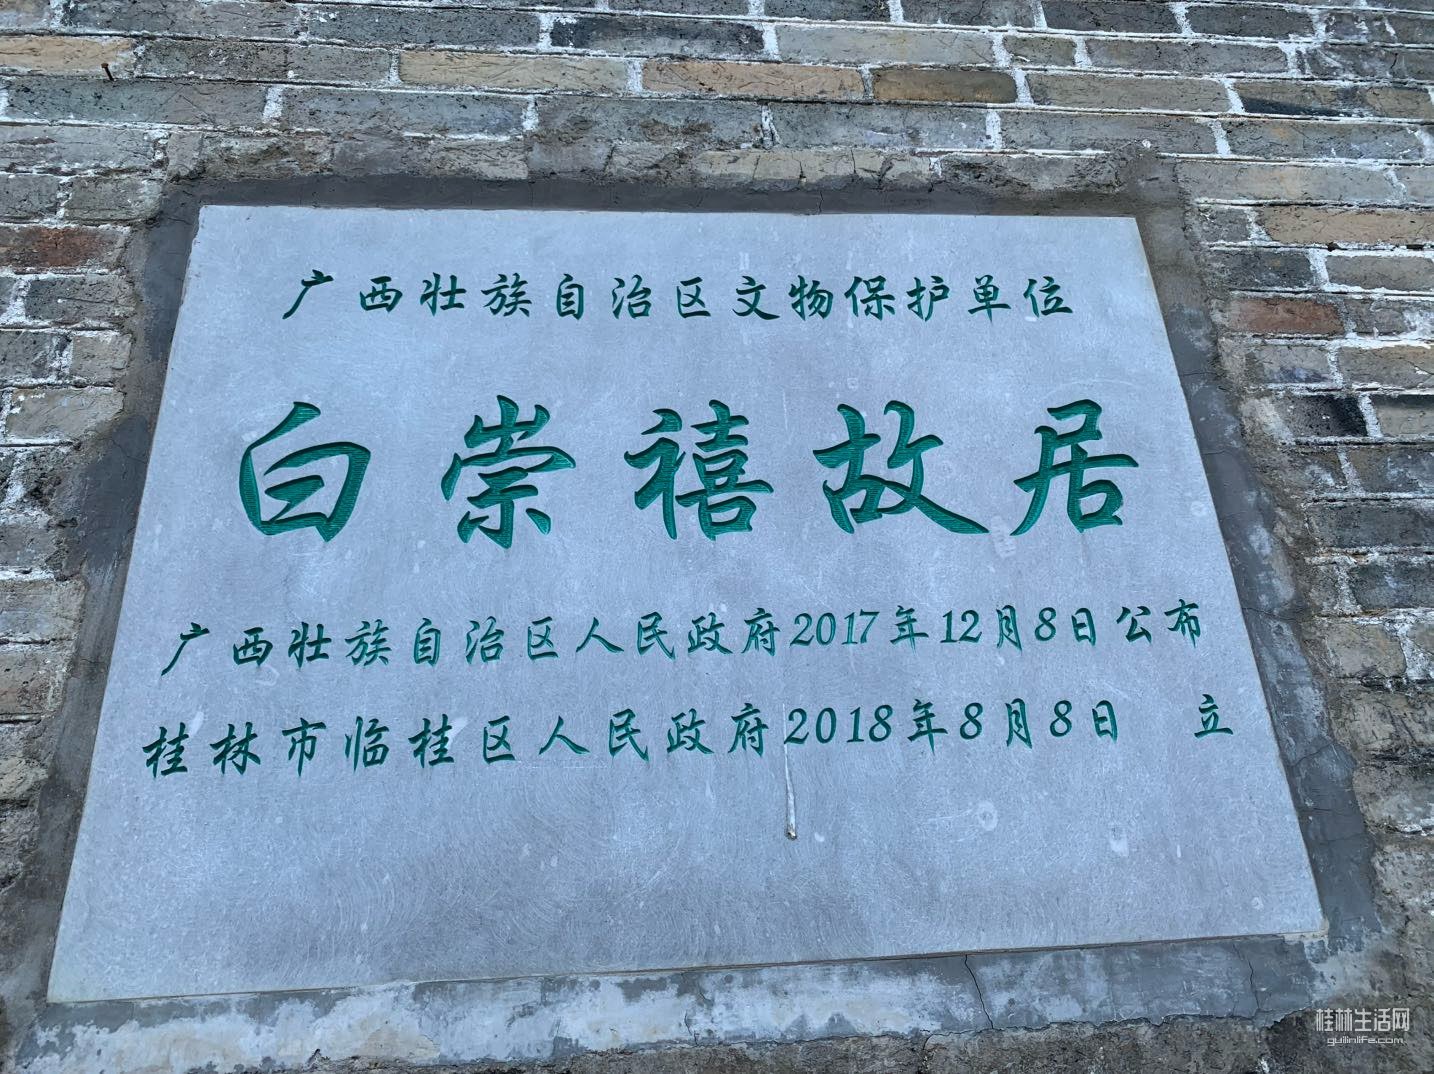 广西壮族自治区文物保护单位
白崇禧故居
广西壮族自治区人民政府2017年12月8日公布
桂林市临桂区人民政府2018年8月8日 立
桂林生活网
guilinlife.com